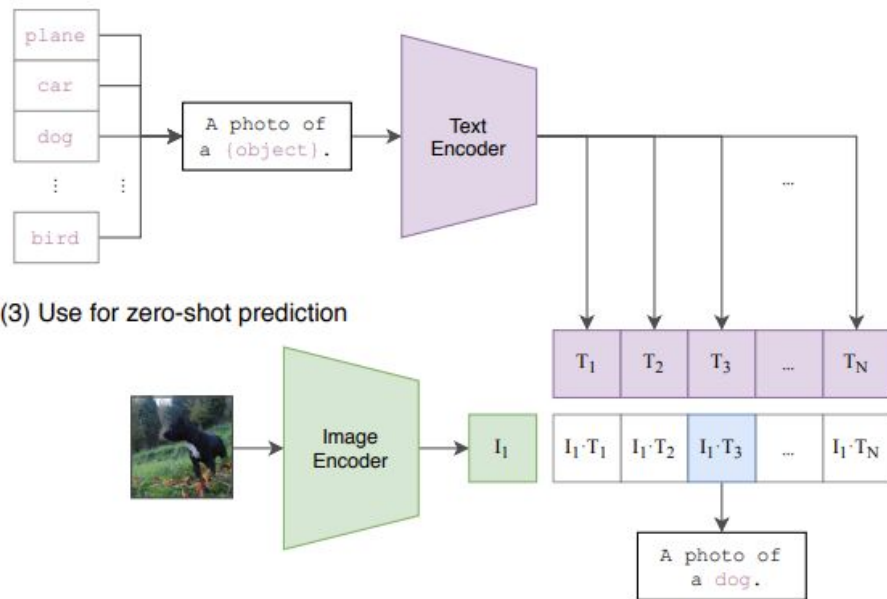 plane
car
dog
⋮ ⋮
bird
A photo of
a {object}.
Text
Encoder
...
(3) Use for zero-shot prediction
T1 T2 T3 ... TN
Image
Encoder
I1
I1·T1 I1·T2 I1·T3 ... I1·TN
A photo of
a dog.